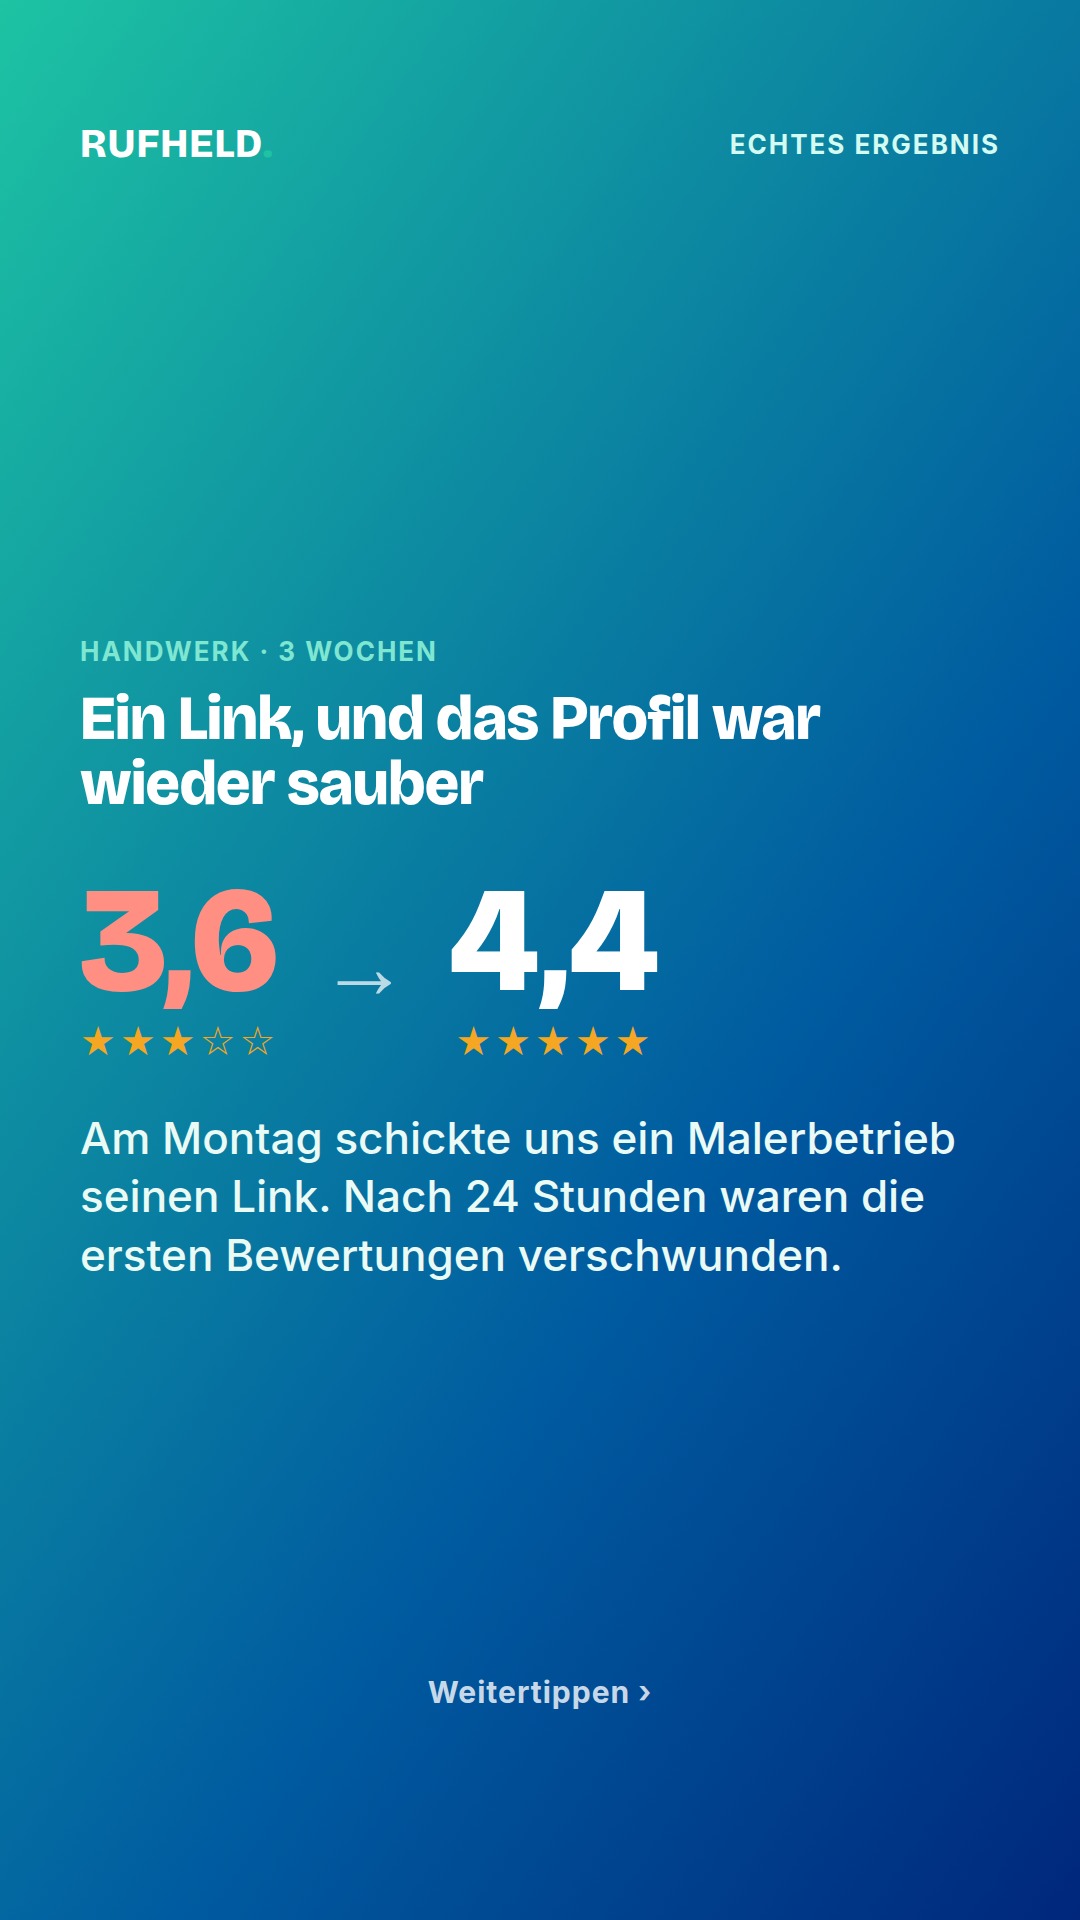 RUFHELD.
ECHTES ERGEBNIS
HANDWERK · 3 WOCHEN
Ein Link, und das Profil war
wieder sauber
3,6 → 4,4
★★★☆☆ ★★★★★
Am Montag schickte uns ein Malerbetrieb
seinen Link. Nach 24 Stunden waren die
ersten Bewertungen verschwunden.
Weitertippen ›